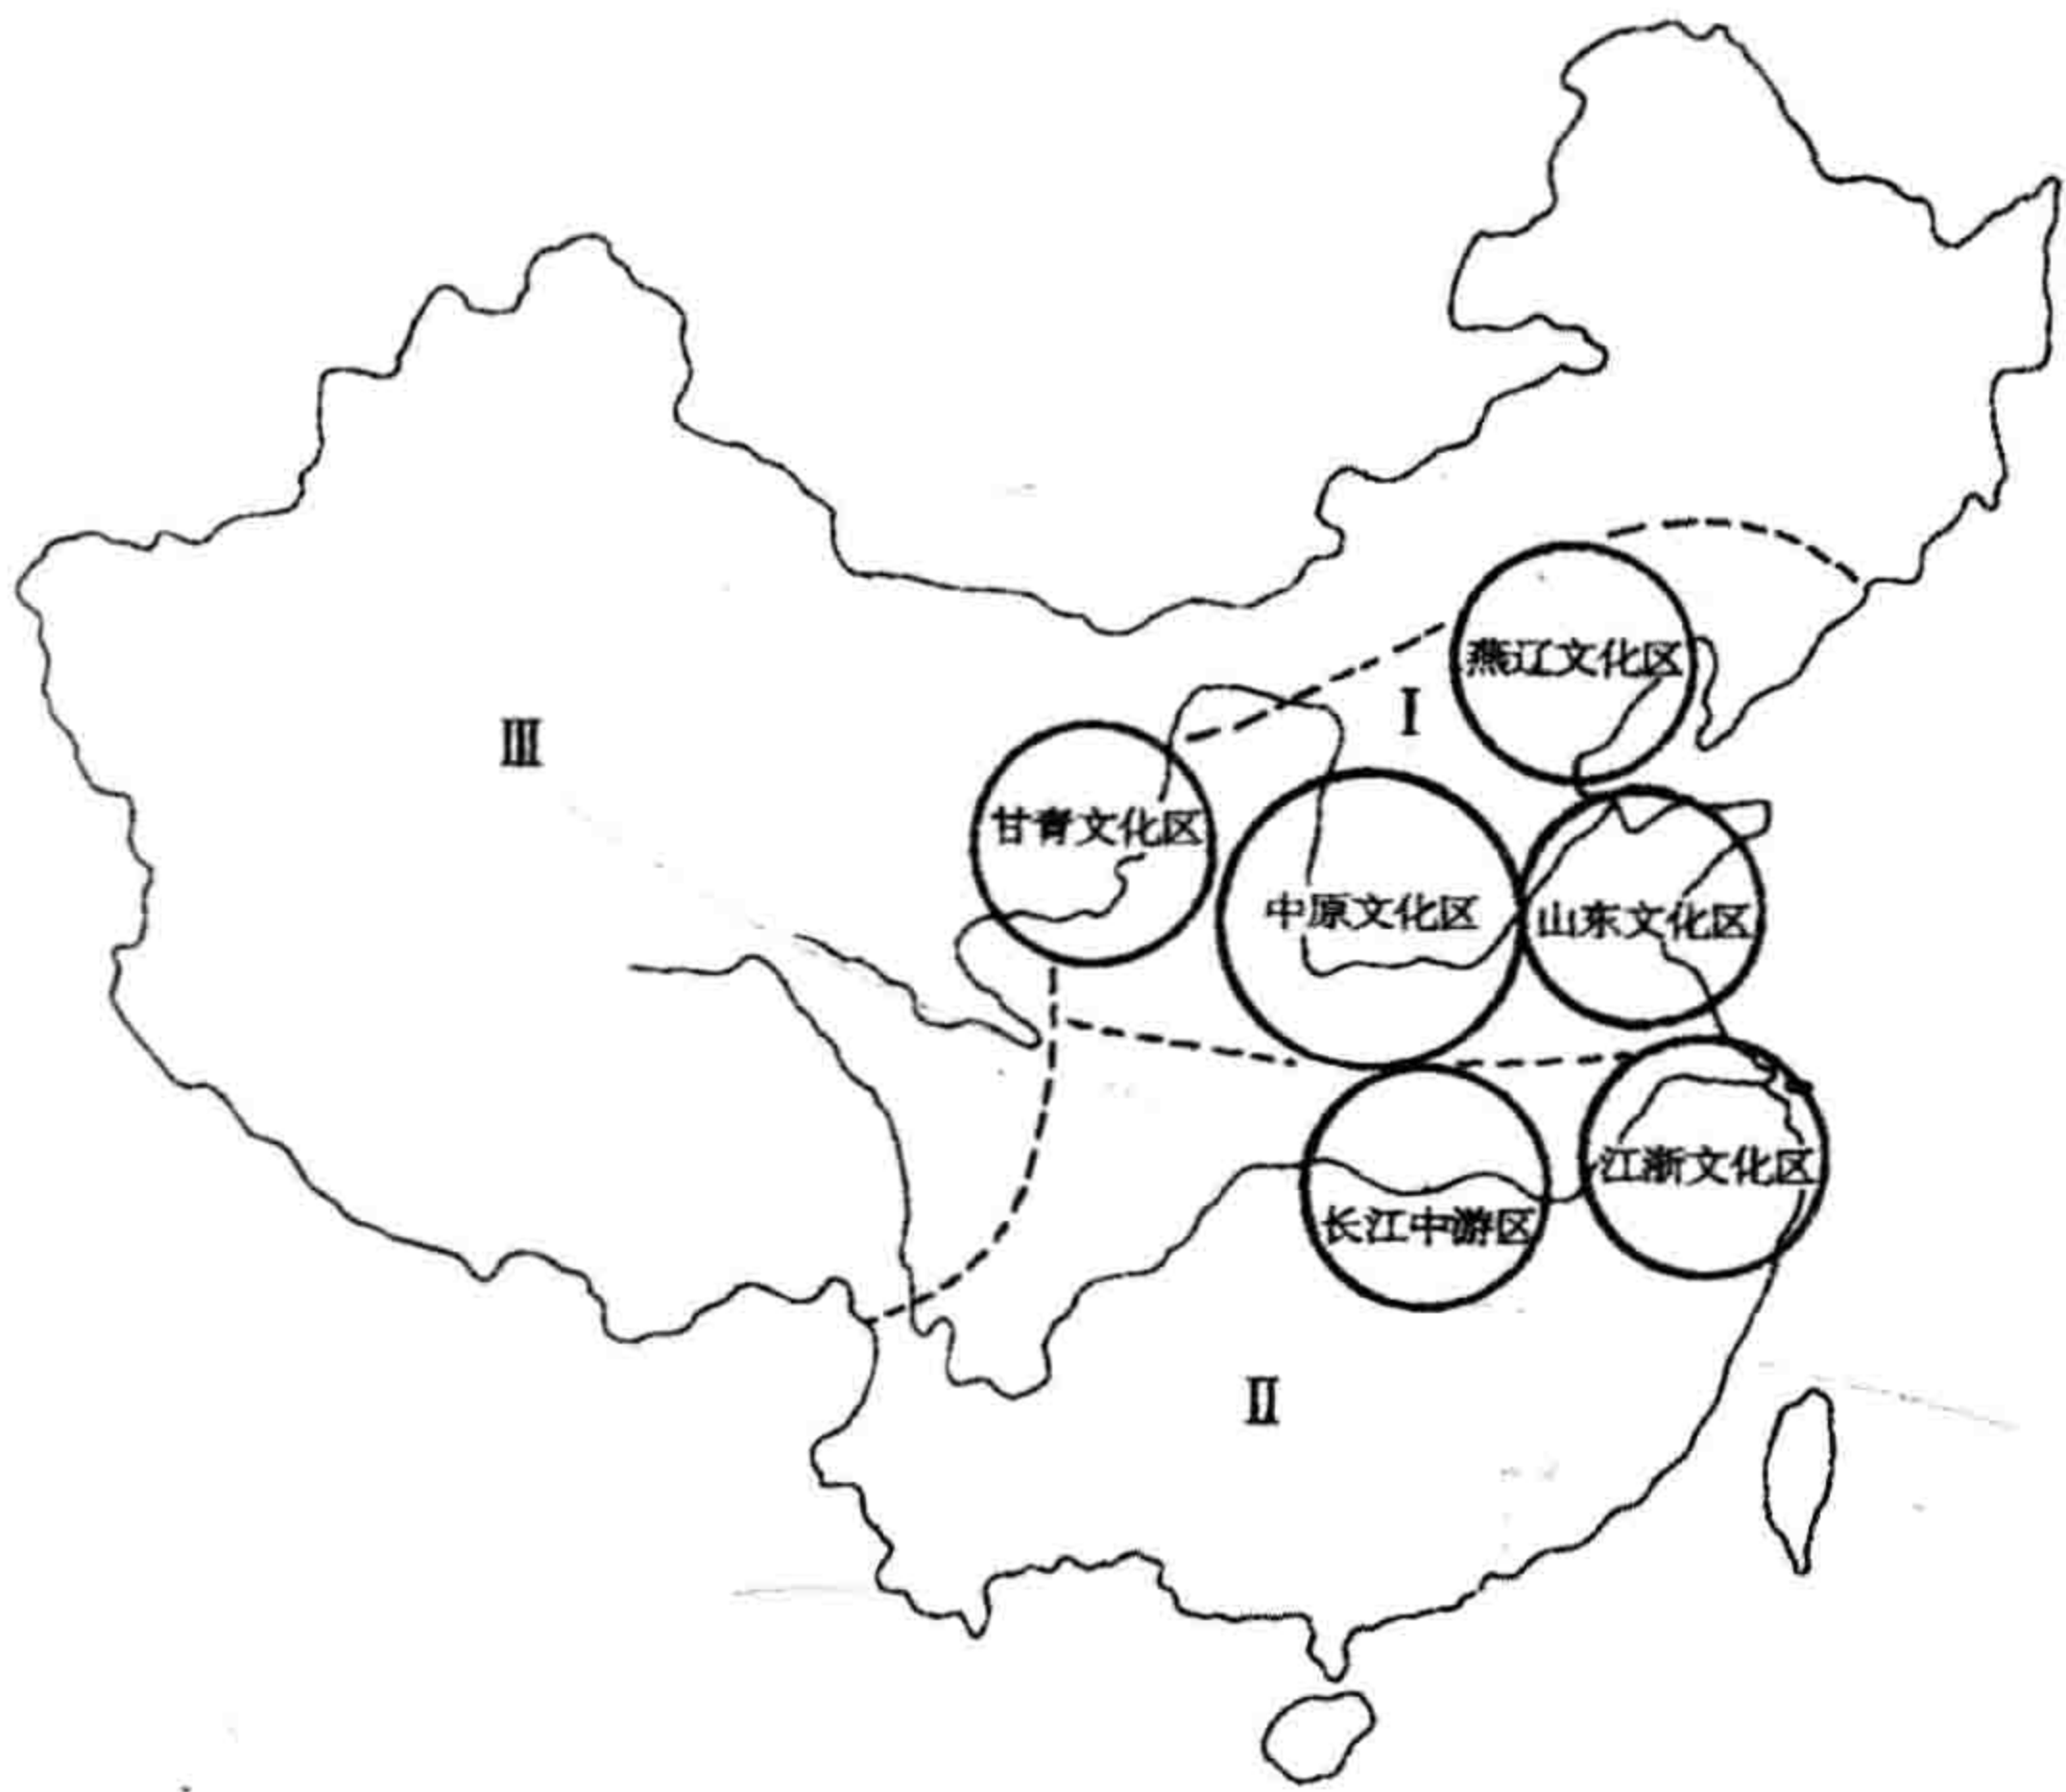 燕辽文化区
Ⅰ
Ⅲ
甘青文化区
中原文化区
山东文化区
江浙文化区
长江中游区
Ⅱ